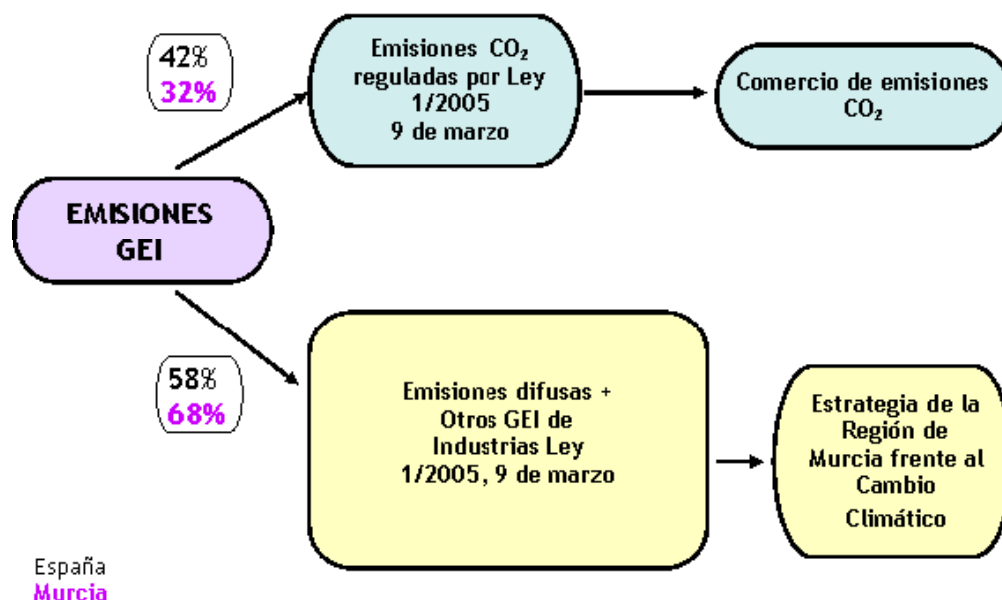 42%
32%
Emisiones CO₂
reguladas por Ley
1/2005
9 de marzo
Comercio de emisiones
CO₂
EMISIONES
GEI
58%
68%
Emisiones difusas +
Otros GEI de
Industrias Ley
1/2005, 9 de marzo
Estrategia de la
Región de
Murcia frente al
Cambio
Climático
España
Murcia